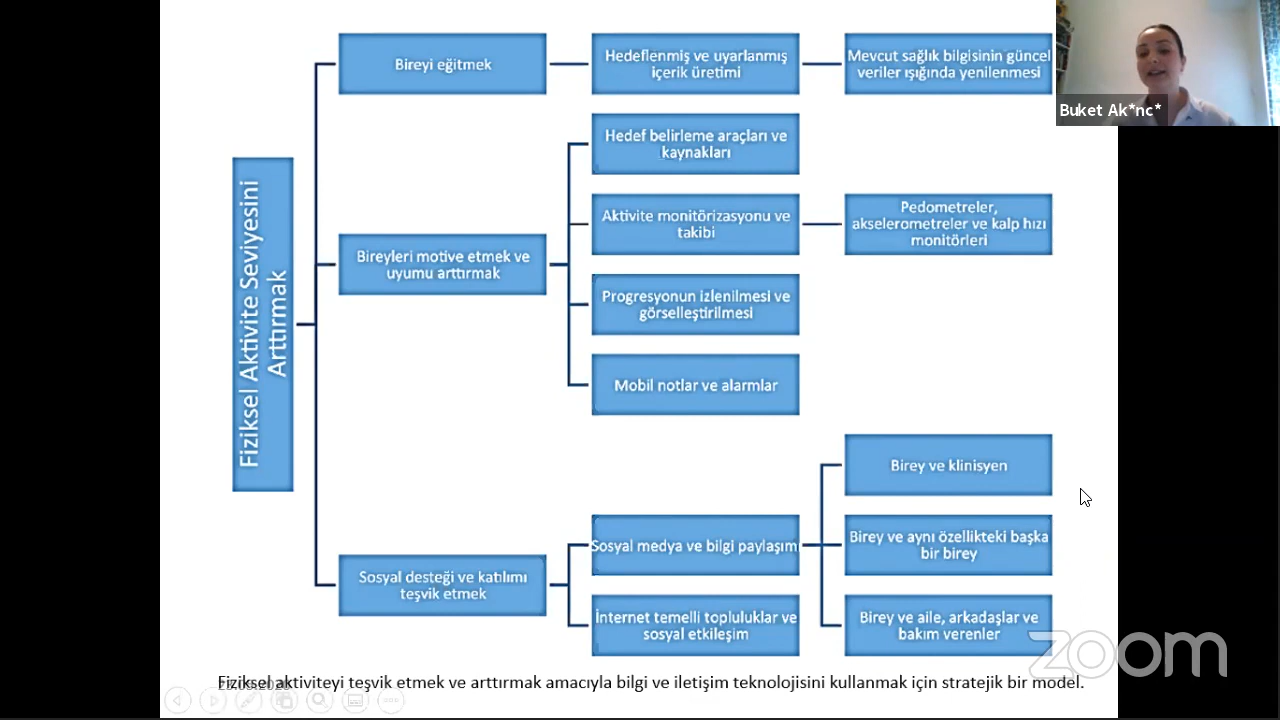 Bireyi eğitmek
Hedeflenmiş ve uyarlanmış
içerik üretimi
Mevcut sağlık bilgisinin güncel
veriler ışığında yenilenmesi
Buket Ak*nc*
Fiziksel Aktivite Seviyesini
Arttırmak
Bireyleri motive etmek ve
uyumu arttırmak
Hedef belirleme araçları ve
kaynakları
Aktivite monitörizasyonu ve
takibi
Pedometreler,
akselerometreler ve kalp hızı
monitörleri
Progresyonun izlenilmesi ve
görselleştirilmesi
Mobil notlar ve alarmlar
Sosyal desteği ve katılımı
teşvik etmek
Sosyal medya ve bilgi paylaşımı
Birey ve klinisyen
Birey ve aynı özellikteki başka
bir birey
Birey ve aile, arkadaşlar ve
bakım verenler
İnternet temelli topluluklar ve
sosyal etkileşim
zoom
Fiziksel aktiviteyi teşvik etmek ve arttırmak amacıyla bilgi ve iletişim teknolojisini kullanmak için stratejik bir model.